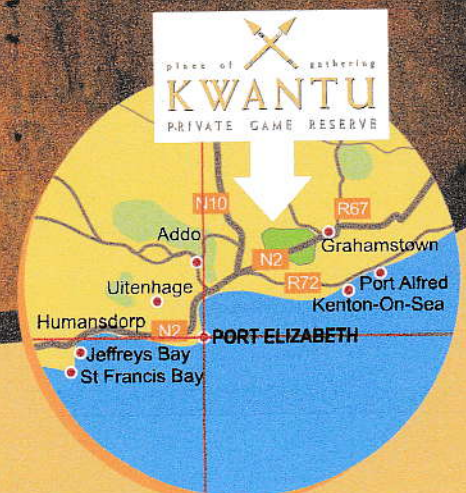 place of gathering
KWANTU
PRIVATE GAME RESERVE
N10
R67
Addo
Grahamstown
N2
R72
Port Alfred
Uitenhage
Kenton-On-Sea
Humansdorp
N2
PORT ELIZABETH
Jeffreys Bay
St Francis Bay